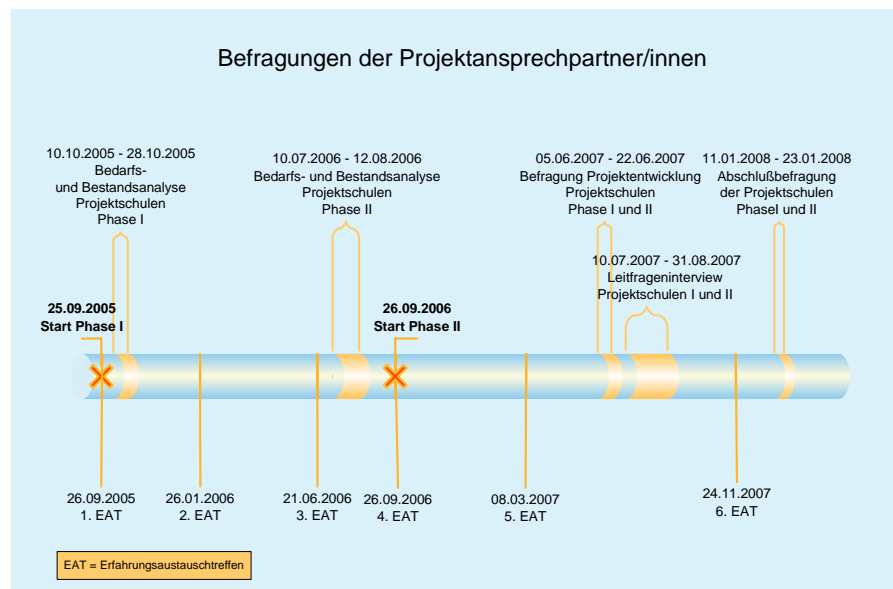 Befragungen der Projektansprechpartner/innen
10.10.2005 - 28.10.2005
Bedarfs-
und Bestandsanalyse
Projektschulen
Phase I
10.07.2006 - 12.08.2006
Bedarfs- und Bestandsanalyse
Projektschulen
Phase II
05.06.2007 - 22.06.2007
Befragung Projektentwicklung
Projektschulen
Phase I und II
11.01.2008 - 23.01.2008
Abschlußbefragung
der Projektschulen
PhaseI und II
10.07.2007 - 31.08.2007
Leitfrageninterview
Projektschulen I und II
25.09.2005
Start Phase I
26.09.2006
Start Phase II
26.09.2005
1. EAT
26.01.2006
2. EAT
21.06.2006
3. EAT
26.09.2006
4. EAT
08.03.2007
5. EAT
24.11.2007
6. EAT
EAT = Erfahrungsaustauschtreffen